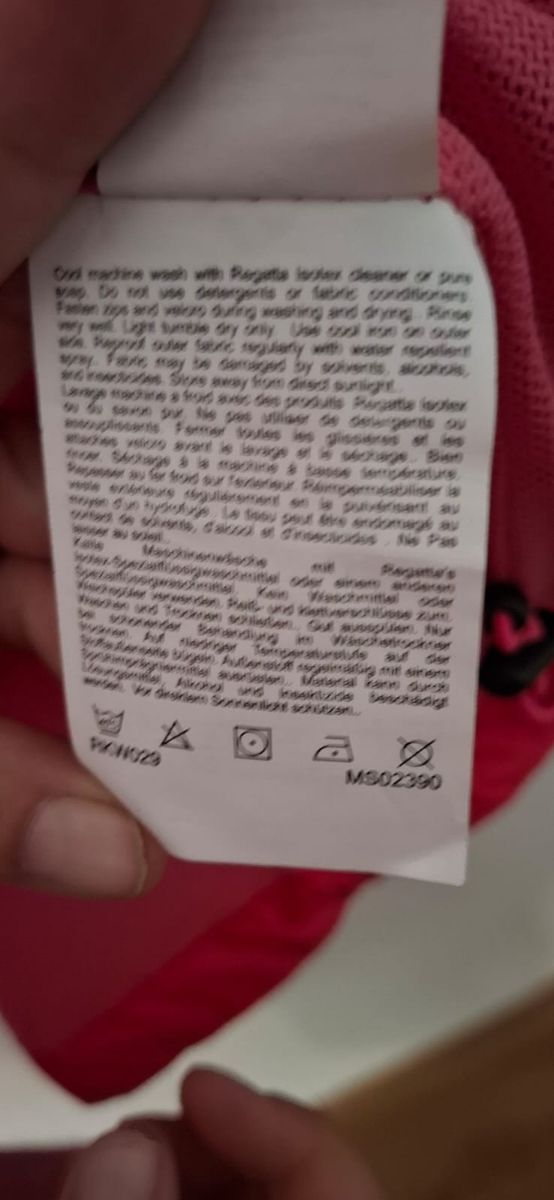 Cool machine wash with Regatta Isotex cleaner or pure
soap. Do not use detergents or fabric conditioners.
Fasten zips and velcro during washing and drying. Rinse
very well. Light tumble dry only. Use cool iron on outer
side. Reproof outer fabric regularly with water repellent
spray. Fabric may be damaged by solvents, alcohols,
and insecticides. Store away from direct sunlight..
Lavage machine a froid avec des produits Regatta Isotex
ou du savon pur. Ne pas utiliser de detergents ou
assouplissants. Fermer toutes les glissières et les
attaches velcro avant le lavage et le séchage.. Bien
rincer. Séchage à la machine à basse température.
Repasser au fer froid sur l'exterieur. Réimperméabiliser la
veste extérieure régulièrement en la pulvérisant au
moyen d'un hydrofuge. Le tissu peut être endomagé au
contact de solvents, d'alcool et d'insecticides . Ne Pas
laisser au soleil..
Kalte Maschinenwäsche mit Regatta's
Isotex-Spezialflüssigwaschmittel oder einem anderen
Spezialflüssigwaschmittel. Kein Waschmittel oder
Weichspüler verwenden. Reiß- und Klettverschlüsse zum
Waschen und Trocknen schließen.. Gut ausspülen. Nur
bei schonender Behandlung im Wäschetrockner
trocknen. Auf niedriger Temperaturstufe auf der
Stoffaußenseite bügeln. Außenstoff regelmäßig mit einem
Sprühimprägniermittel auffrischen.. Material kann durch
Lösungsmittel, Alkohol und Insektizide beschädigt
werden. Vor direktem Sonnenlicht schützen..
RKW029
MS02390